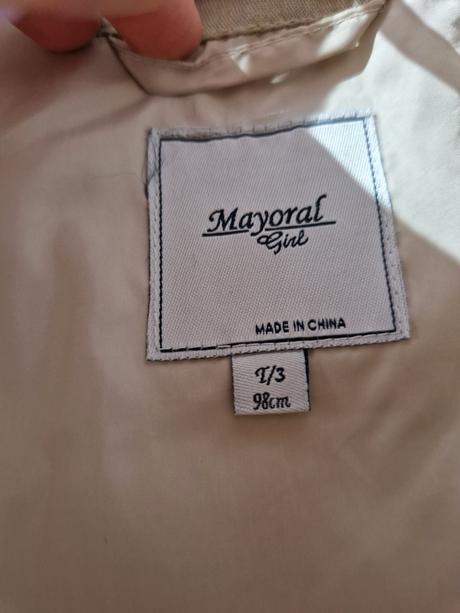 Mayoral
Girl
MADE IN CHINA
T/3
98cm